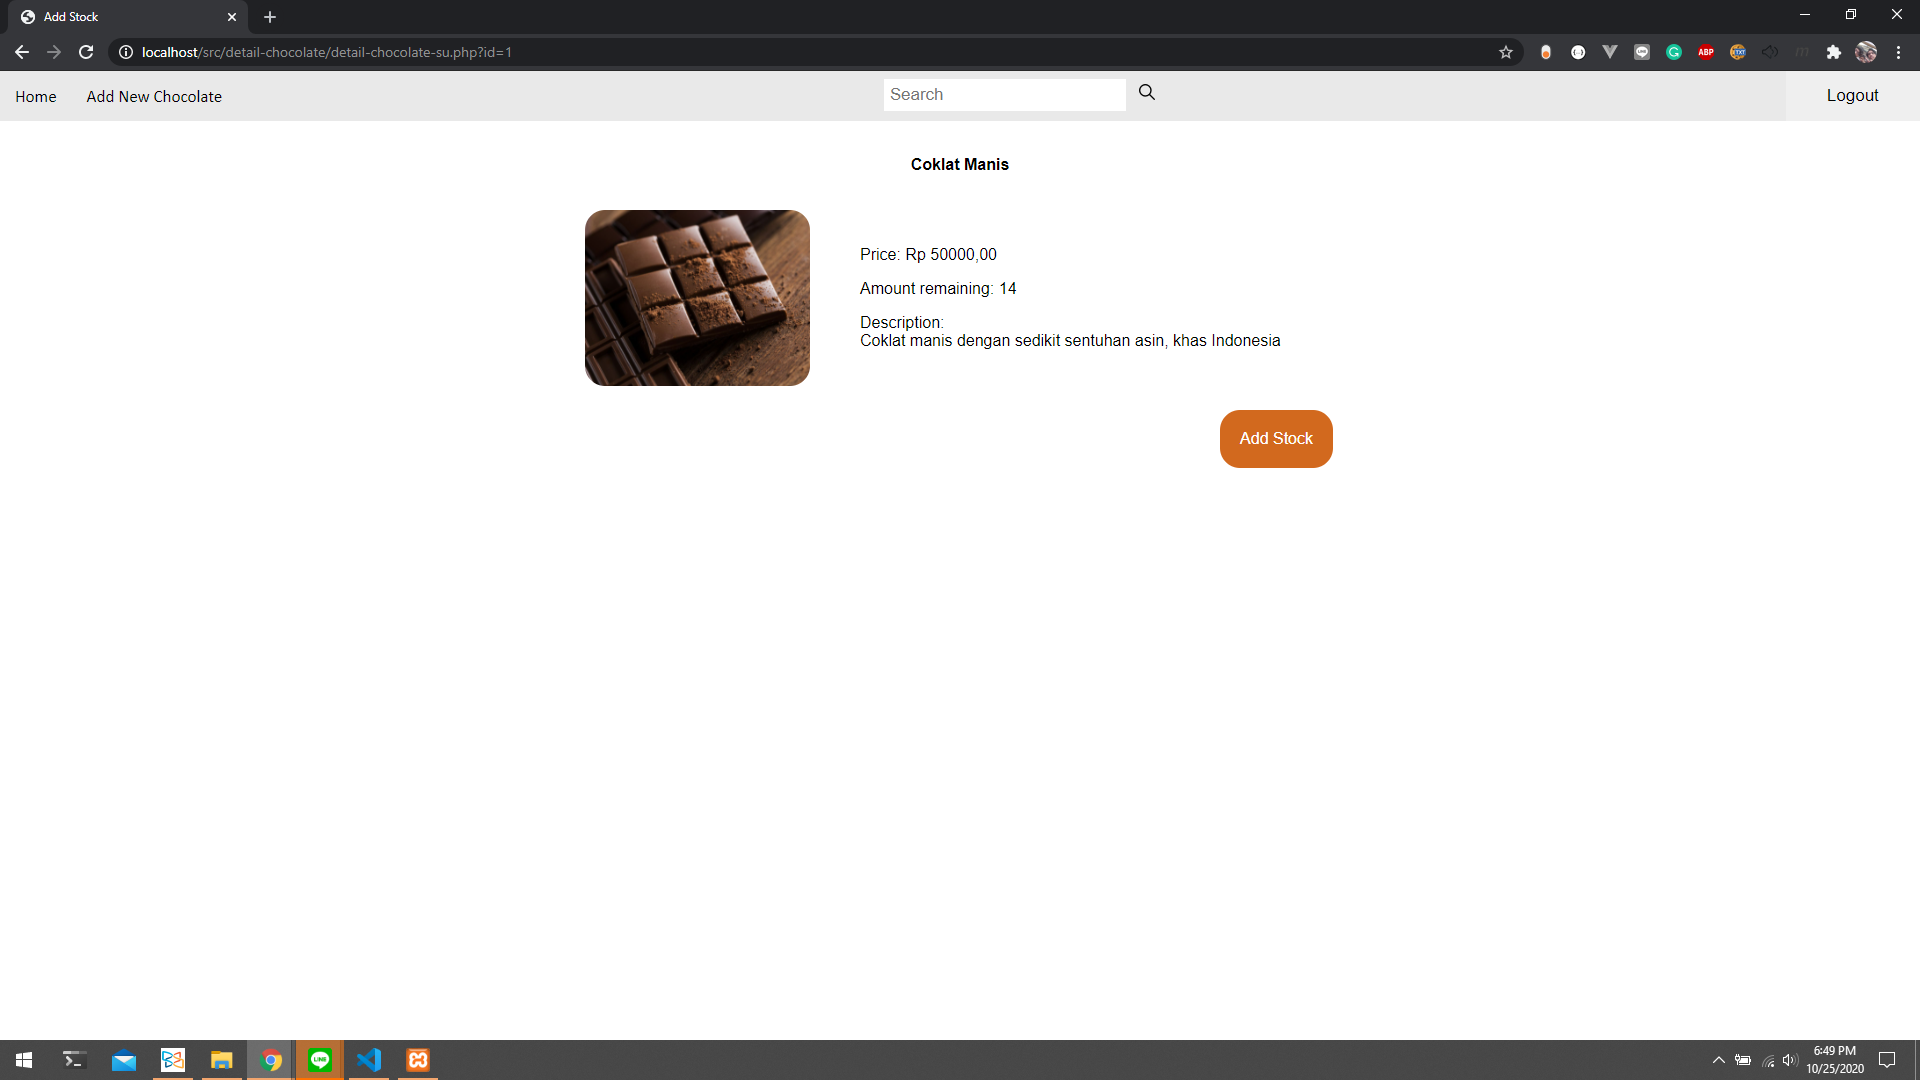 Add Stock
localhost/src/detail-chocolate/detail-chocolate-su.php?id=1
ABP
Home
Add New Chocolate
Search
Logout
Coklat Manis
Price: Rp 50000,00
Amount remaining: 14
Description:
Coklat manis dengan sedikit sentuhan asin, khas Indonesia
Add Stock
LINE
6:49 PM
10/25/2020